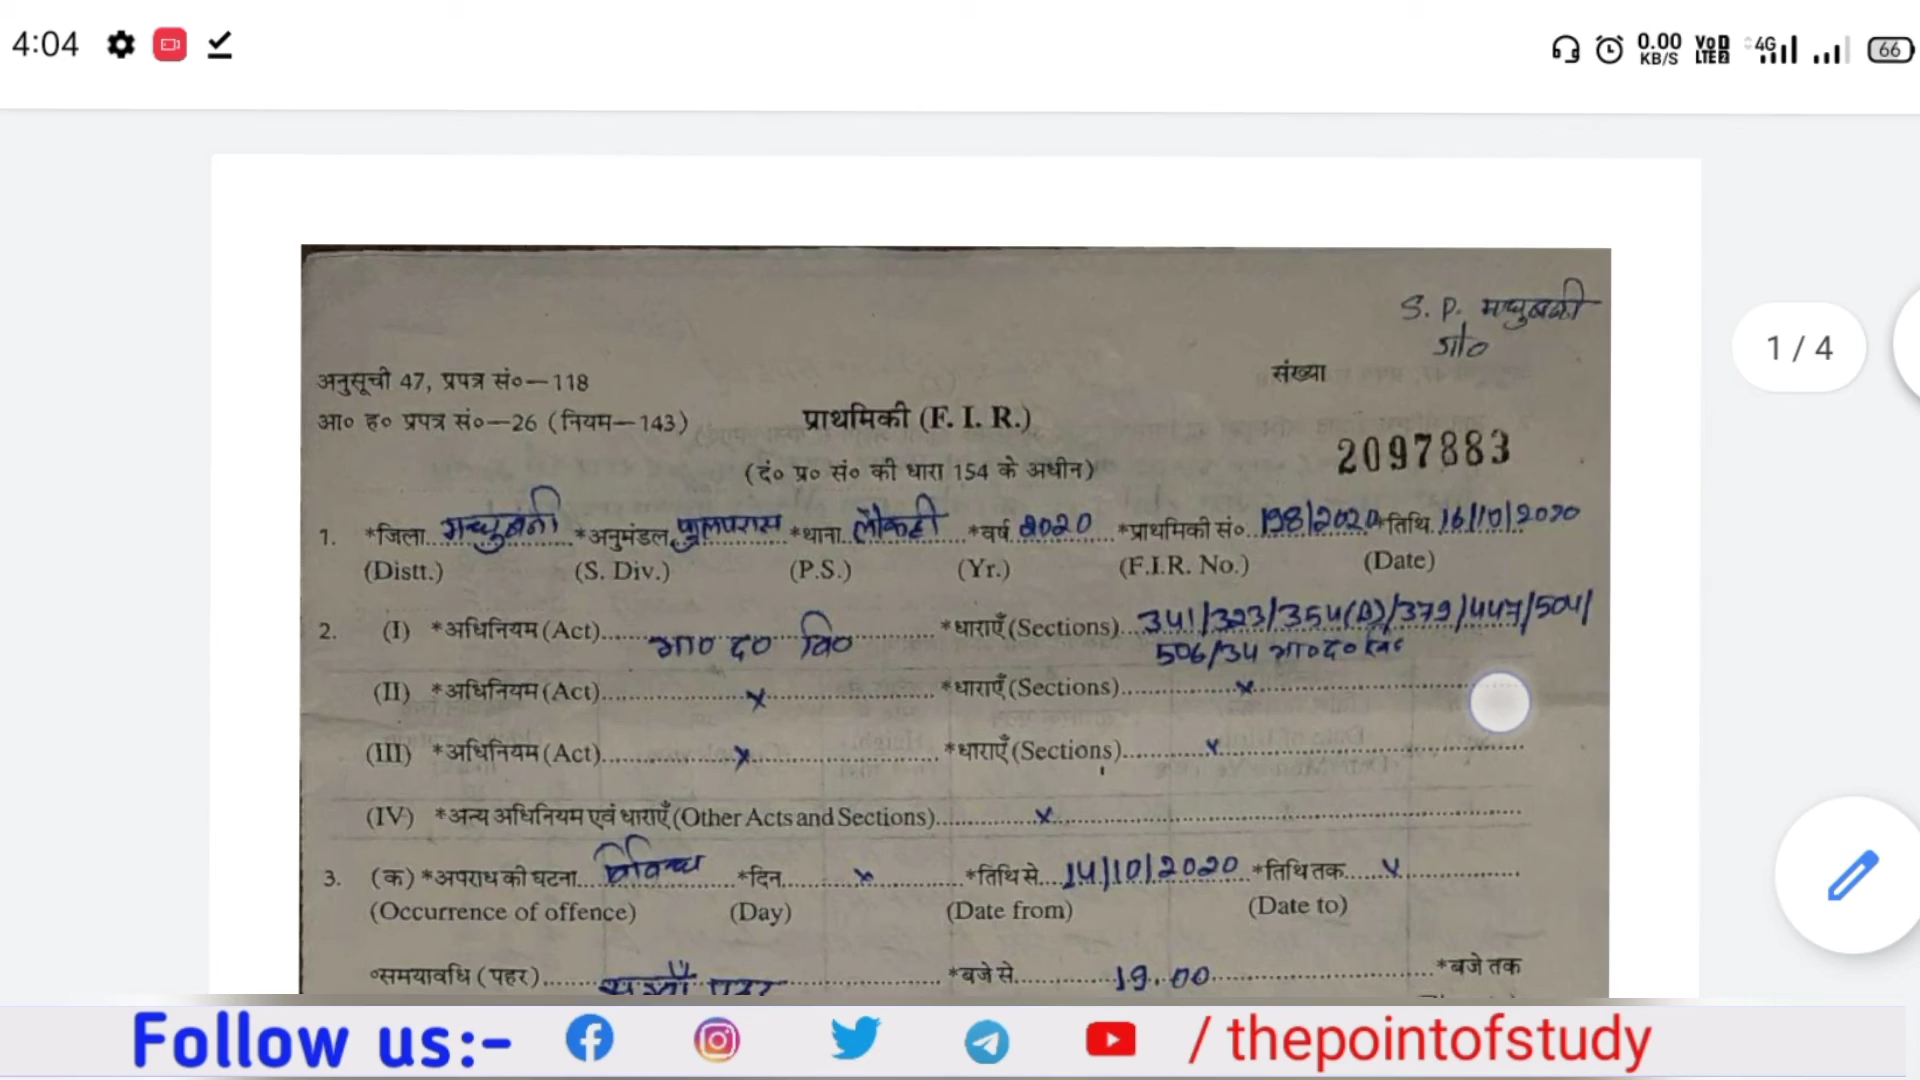 4:04 0.00 KB/S VoD LTE2 4G 66
1 / 4
S. P. मधुबनी
संख्या
अनुसूची 47, प्रपत्र सं०—118
आ० ह० प्रपत्र सं०—26 (नियम—143) प्राथमिकी (F. I. R.)
2097883
(दं० प्र० सं० की धारा 154 के अधीन)
1. *जिला मधुबनी *अनुमंडल फुलपरास *थाना लौकही *वर्ष 2020 *प्राथमिकी सं० 198/2020 *तिथि 16/10/2020
(Distt.) (S. Div.) (P.S.) (Yr.) (F.I.R. No.) (Date)
2. (I) *अधिनियम (Act) भा० द० वि० *धाराएँ (Sections) 341/323/354(B)/379/447/504/
506/34 भा० द० वि०
(II) *अधिनियम (Act) x *धाराएँ (Sections) x
(III) *अधिनियम (Act) x *धाराएँ (Sections) x
(IV) *अन्य अधिनियम एवं धाराएँ (Other Acts and Sections) x
3. (क) *अपराध की घटना *दिन x *तिथि से 14/10/2020 *तिथि तक x
(Occurrence of offence) (Day) (Date from) (Date to)
°समयावधि (पहर) *बजे से 19.00 *बजे तक
Follow us:- / thepointofstudy